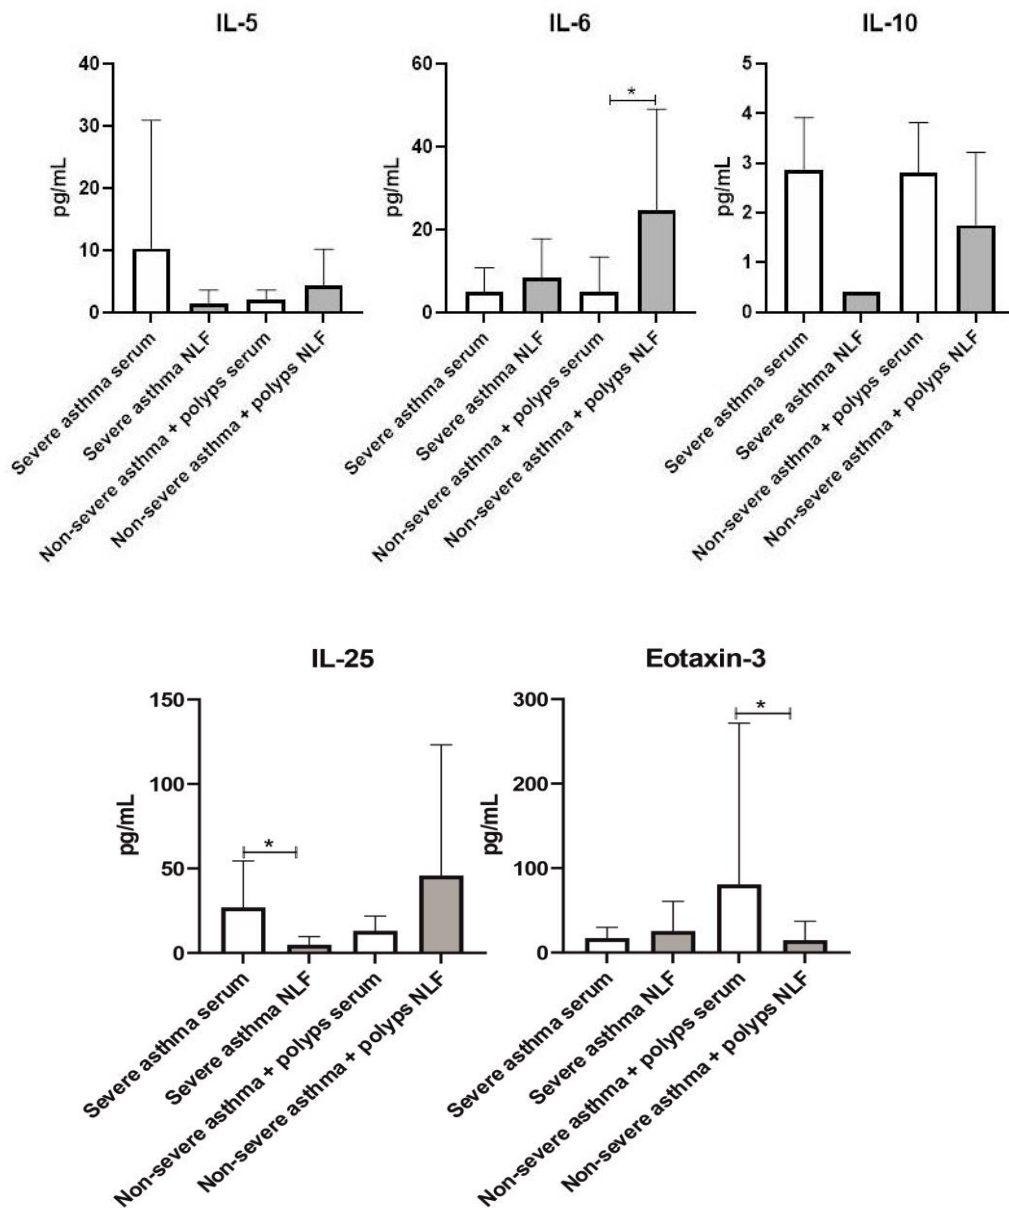 IL-5
pg/mL
40
30
20
10
0
Severe asthma serum
Severe asthma NLF
Non-severe asthma + polyps serum
Non-severe asthma + polyps NLF
IL-6
pg/mL
60
40
20
0
*
Severe asthma serum
Severe asthma NLF
Non-severe asthma + polyps serum
Non-severe asthma + polyps NLF
IL-10
pg/mL
5
4
3
2
1
0
Severe asthma serum
Severe asthma NLF
Non-severe asthma + polyps serum
Non-severe asthma + polyps NLF
IL-25
pg/mL
150
100
50
0
*
Severe asthma serum
Severe asthma NLF
Non-severe asthma + polyps serum
Non-severe asthma + polyps NLF
Eotaxin-3
pg/mL
300
200
100
0
*
Severe asthma serum
Severe asthma NLF
Non-severe asthma + polyps serum
Non-severe asthma + polyps NLF